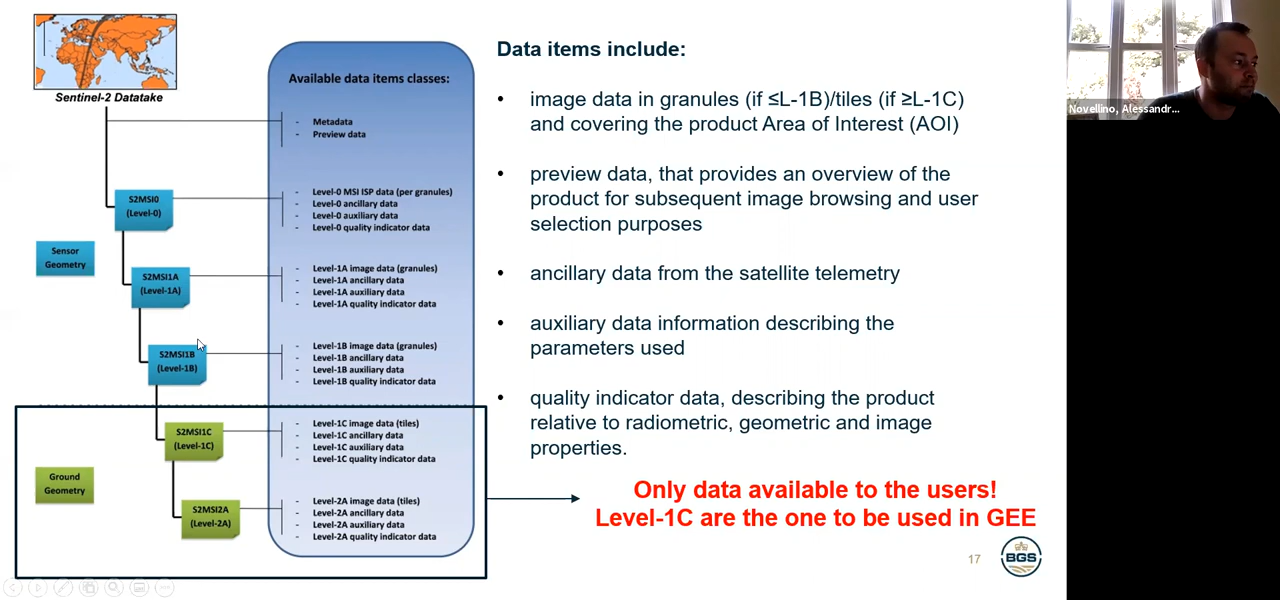 Sentinel-2 Datatake
Available data items classes:
- Metadata
- Preview data
S2MSI0
(Level-0)
- Level-0 MSI ISP data (per granules)
- Level-0 ancillary data
- Level-0 auxiliary data
- Level-0 quality indicator data
Sensor
Geometry
S2MSI1A
(Level-1A)
- Level-1A image data (granules)
- Level-1A ancillary data
- Level-1A auxiliary data
- Level-1A quality indicator data
S2MSI1B
(Level-1B)
- Level-1B image data (granules)
- Level-1B ancillary data
- Level-1B auxiliary data
- Level-1B quality indicator data
S2MSI1C
(Level-1C)
- Level-1C image data (tiles)
- Level-1C ancillary data
- Level-1C auxiliary data
- Level-1C quality indicator data
Ground
Geometry
S2MSI2A
(Level-2A)
- Level-2A image data (tiles)
- Level-2A ancillary data
- Level-2A auxiliary data
- Level-2A quality indicator data
Data items include:
• image data in granules (if ≤L-1B)/tiles (if ≥L-1C)
and covering the product Area of Interest (AOI)
• preview data, that provides an overview of the
product for subsequent image browsing and user
selection purposes
• ancillary data from the satellite telemetry
• auxiliary data information describing the
parameters used
• quality indicator data, describing the product
relative to radiometric, geometric and image
properties.
Only data available to the users!
Level-1C are the one to be used in GEE
17
BGS
Novellino, Alessandr...